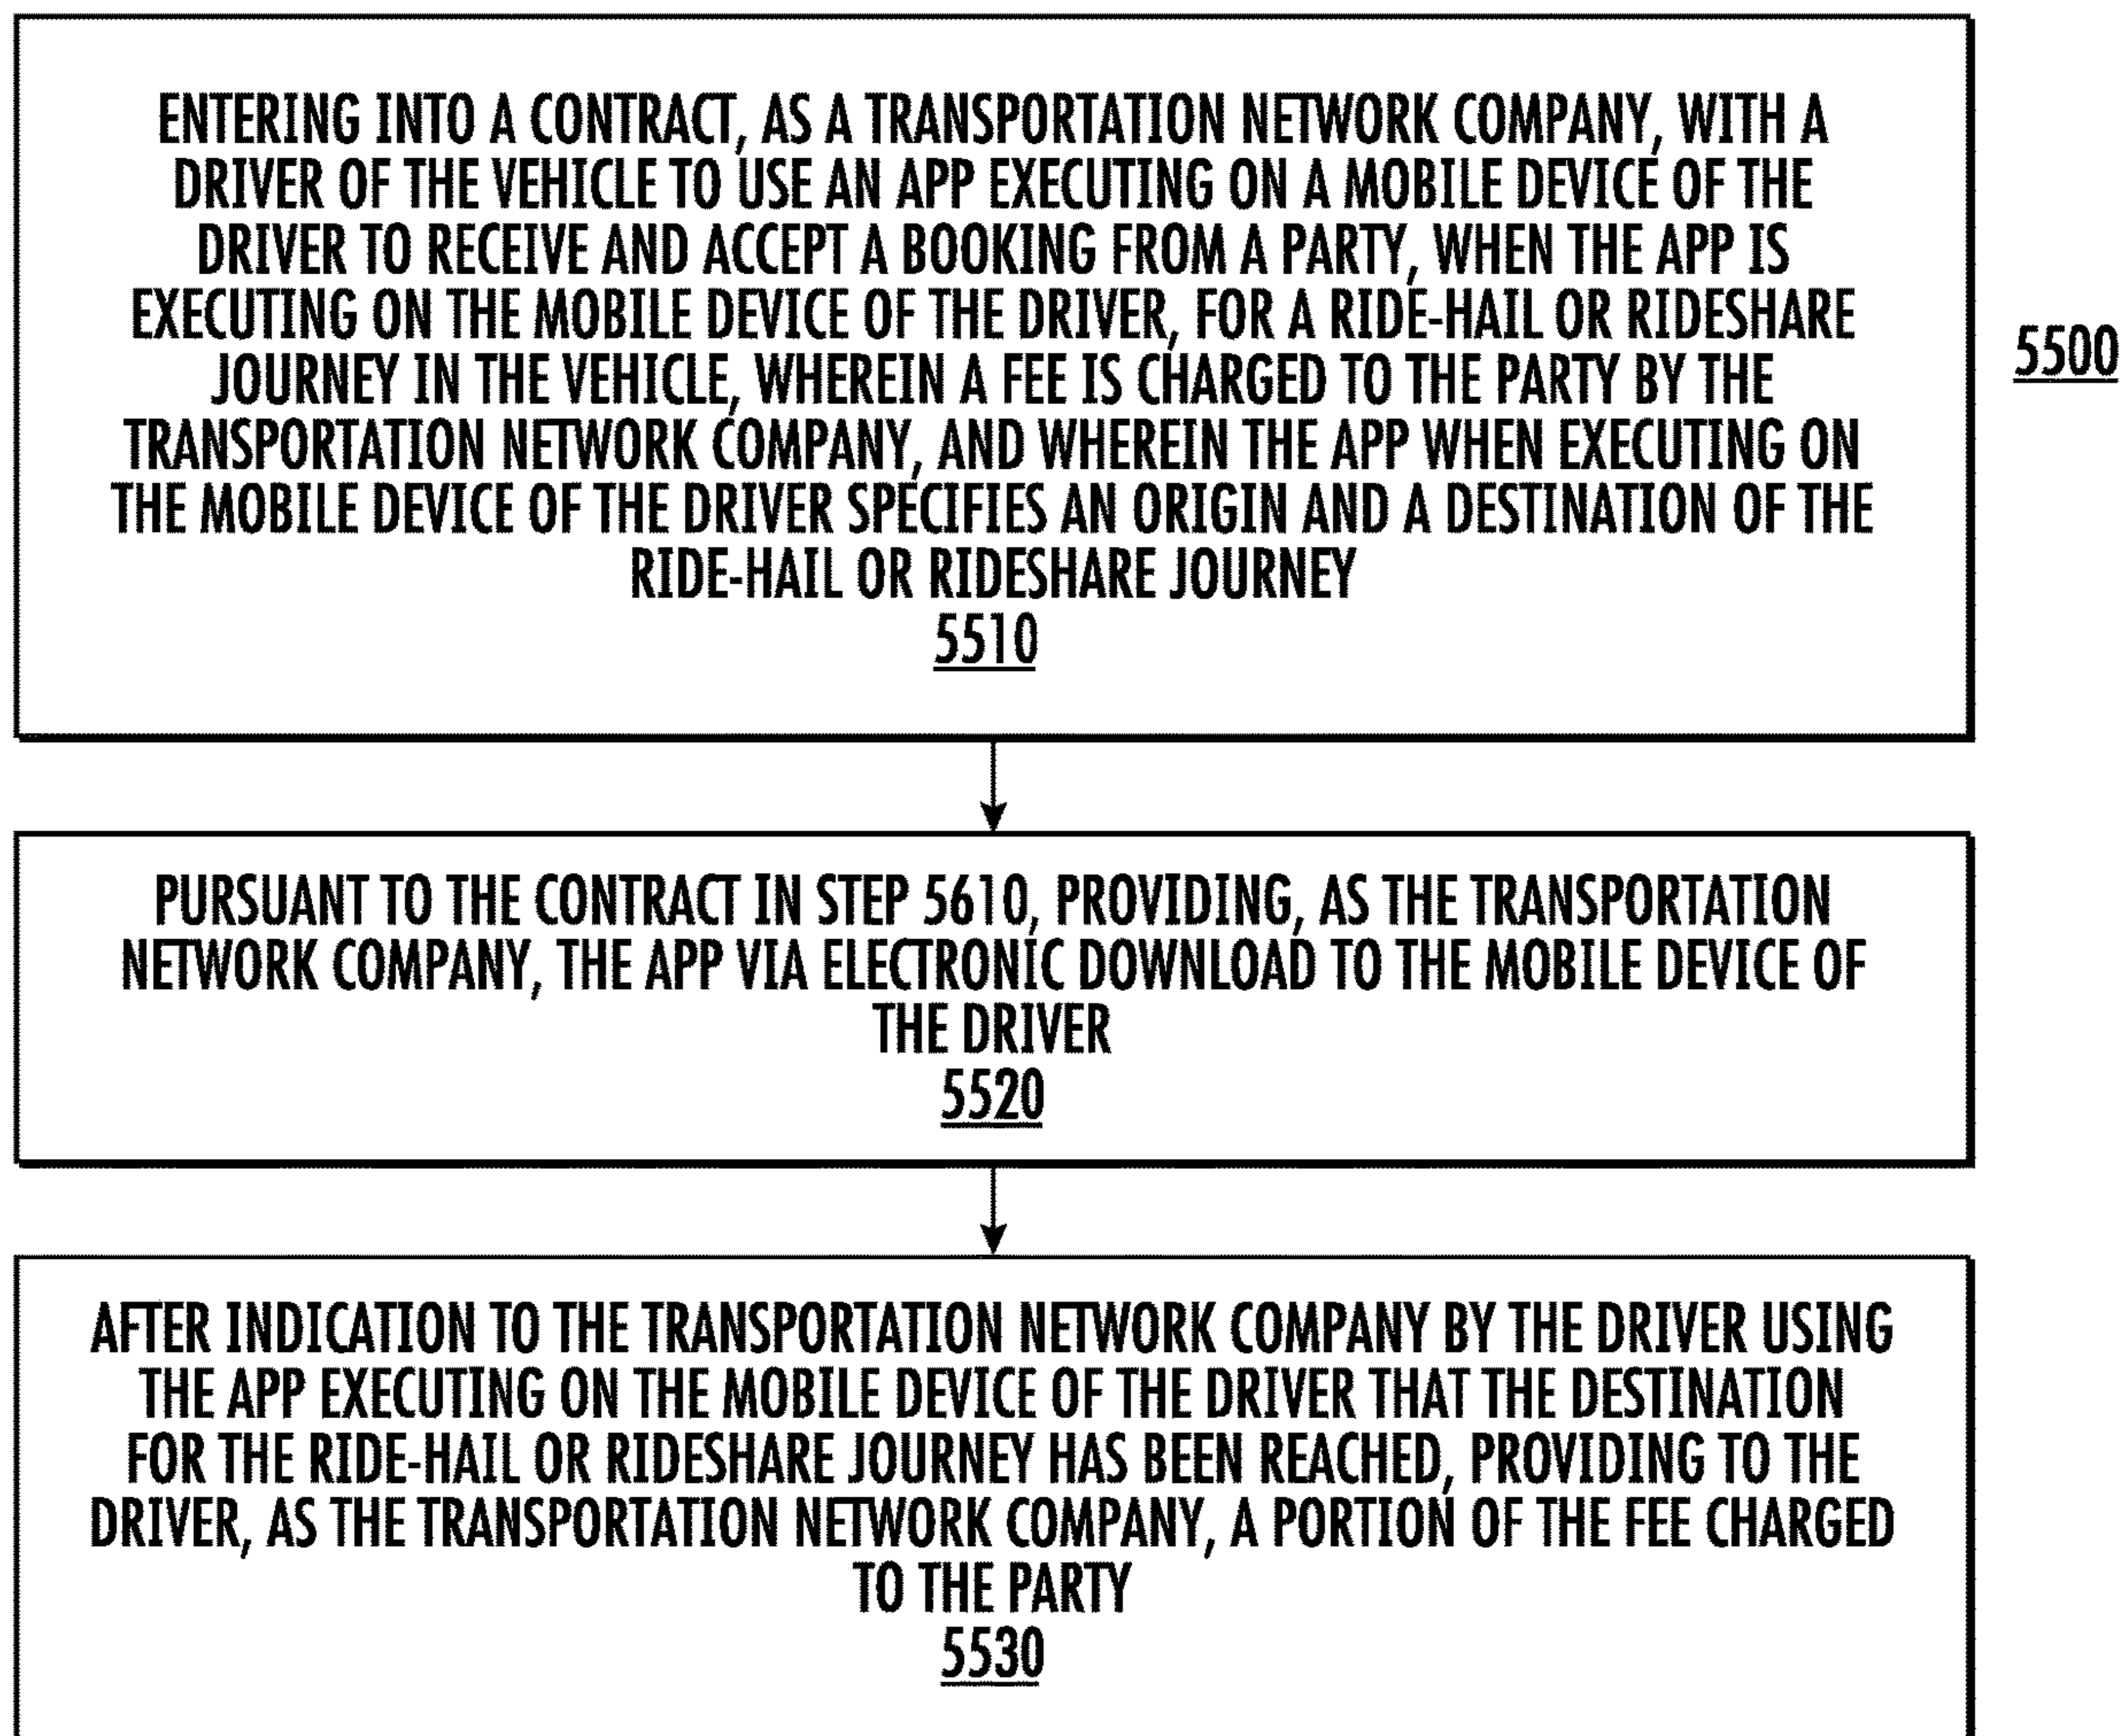 ENTERING INTO A CONTRACT, AS A TRANSPORTATION NETWORK COMPANY, WITH A
DRIVER OF THE VEHICLE TO USE AN APP EXECUTING ON A MOBILE DEVICE OF THE
DRIVER TO RECEIVE AND ACCEPT A BOOKING FROM A PARTY, WHEN THE APP IS
EXECUTING ON THE MOBILE DEVICE OF THE DRIVER, FOR A RIDE-HAIL OR RIDESHARE
JOURNEY IN THE VEHICLE, WHEREIN A FEE IS CHARGED TO THE PARTY BY THE
TRANSPORTATION NETWORK COMPANY, AND WHEREIN THE APP WHEN EXECUTING ON
THE MOBILE DEVICE OF THE DRIVER SPECIFIES AN ORIGIN AND A DESTINATION OF THE
RIDE-HAIL OR RIDESHARE JOURNEY
5510
5500
PURSUANT TO THE CONTRACT IN STEP 5610, PROVIDING, AS THE TRANSPORTATION
NETWORK COMPANY, THE APP VIA ELECTRONIC DOWNLOAD TO THE MOBILE DEVICE OF
THE DRIVER
5520
AFTER INDICATION TO THE TRANSPORTATION NETWORK COMPANY BY THE DRIVER USING
THE APP EXECUTING ON THE MOBILE DEVICE OF THE DRIVER THAT THE DESTINATION
FOR THE RIDE-HAIL OR RIDESHARE JOURNEY HAS BEEN REACHED, PROVIDING TO THE
DRIVER, AS THE TRANSPORTATION NETWORK COMPANY, A PORTION OF THE FEE CHARGED
TO THE PARTY
5530